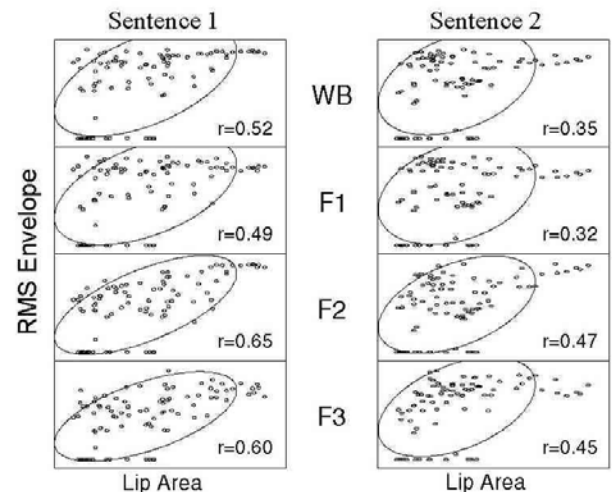 Sentence 1
Sentence 2
RMS Envelope
r=0.52
WB
r=0.35
r=0.49
F1
r=0.32
r=0.65
F2
r=0.47
r=0.60
F3
r=0.45
Lip Area
Lip Area